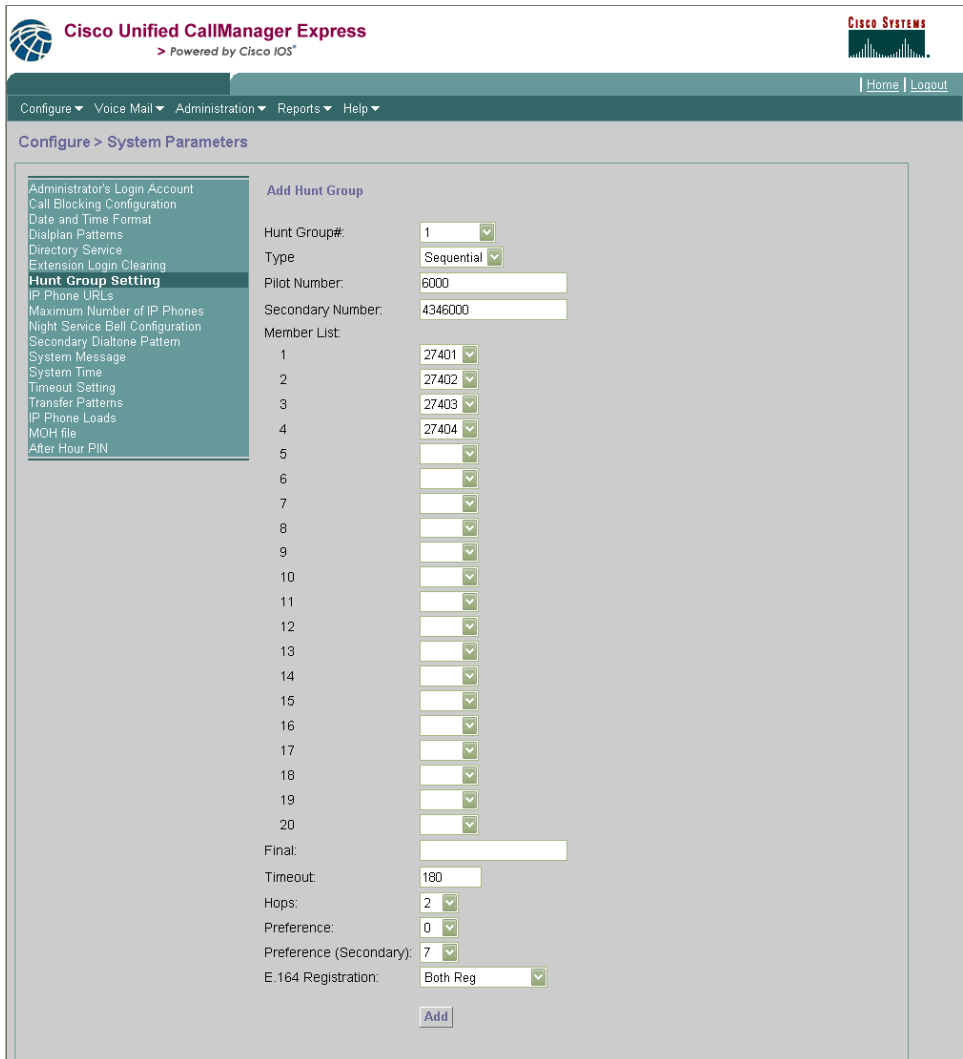 Cisco Unified CallManager Express
> Powered by Cisco IOS®
CISCO SYSTEMS
Home | Logout
Configure Voice Mail Administration Reports Help
Configure > System Parameters
Administrator's Login Account
Call Blocking Configuration
Date and Time Format
Dialplan Patterns
Directory Service
Extension Login Clearing
Hunt Group Setting
IP Phone URLs
Maximum Number of IP Phones
Night Service Bell Configuration
Secondary Dialtone Pattern
System Message
System Time
Timeout Setting
Transfer Patterns
IP Phone Loads
MOH file
After Hour PIN
Add Hunt Group
Hunt Group#: 1
Type Sequential
Pilot Number: 6000
Secondary Number: 4346000
Member List:
1 27401
2 27402
3 27403
4 27404
5
6
7
8
9
10
11
12
13
14
15
16
17
18
19
20
Final:
Timeout: 180
Hops: 2
Preference: 0
Preference (Secondary): 7
E.164 Registration: Both Reg
Add